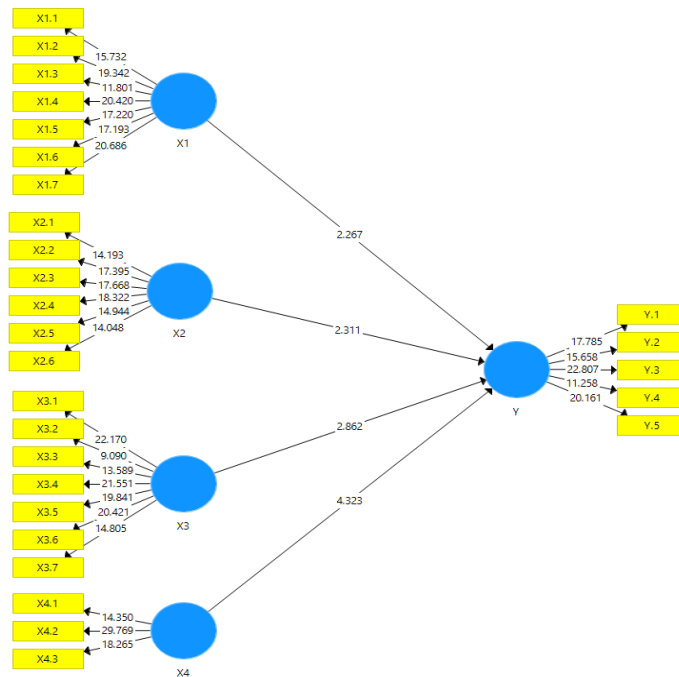 X1.1
X1.2
X1.3
X1.4
X1.5
X1.6
X1.7
15.732
19.342
11.801
20.420
17.220
17.193
20.686
X1
2.267
X2.1
X2.2
X2.3
X2.4
X2.5
X2.6
14.193
17.395
17.668
18.322
14.944
14.048
X2
2.311
X3.1
X3.2
X3.3
X3.4
X3.5
X3.6
X3.7
22.170
9.090
13.589
21.551
19.841
20.421
14.805
X3
2.862
X4.1
X4.2
X4.3
14.350
29.769
18.265
X4
4.323
Y
17.785
15.658
22.807
11.258
20.161
Y.1
Y.2
Y.3
Y.4
Y.5